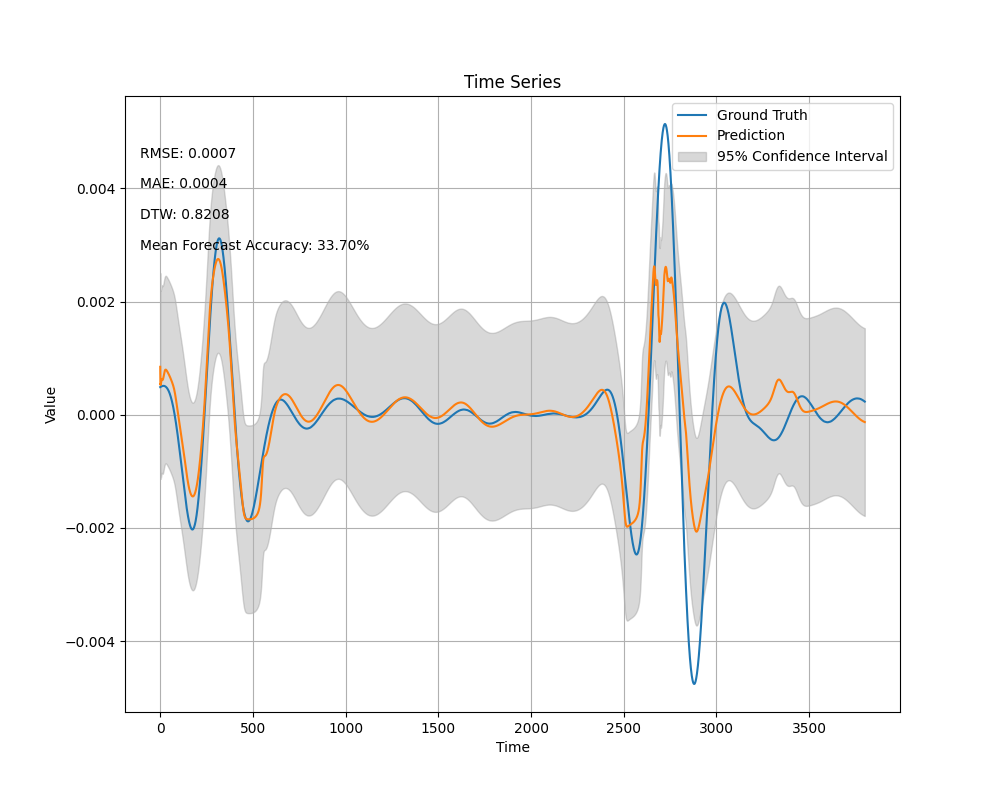 Time Series
Ground Truth
Prediction
95% Confidence Interval
RMSE: 0.0007
MAE: 0.0004
DTW: 0.8208
Mean Forecast Accuracy: 33.70%
0.004
0.002
0.000
−0.002
−0.004
Value
0 500 1000 1500 2000 2500 3000 3500
Time